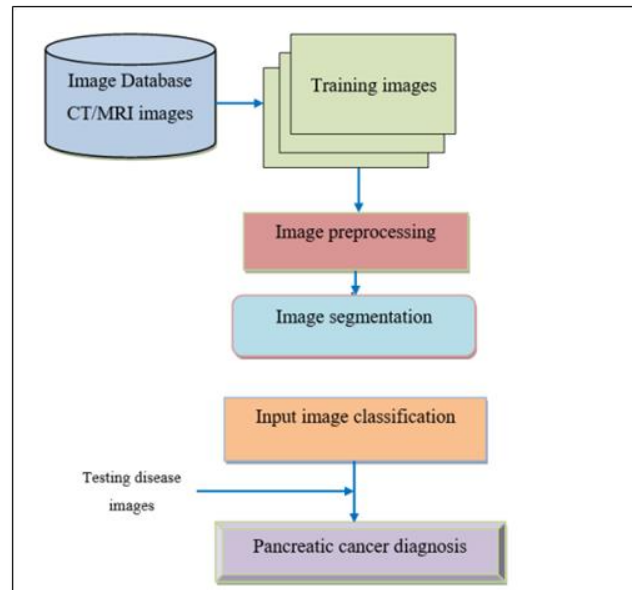 Image Database
CT/MRI images
Training images
Image preprocessing
Image segmentation
Input image classification
Testing disease
images
Pancreatic cancer diagnosis